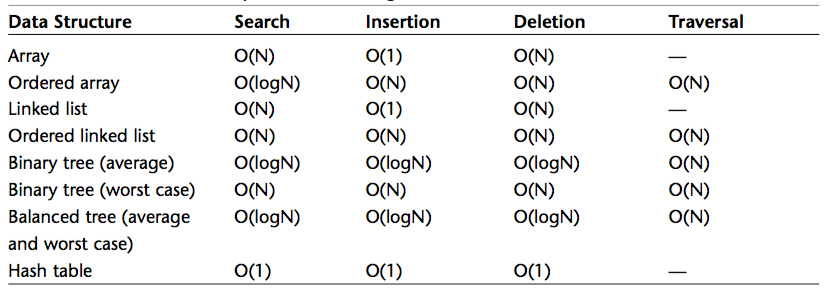 Data Structure Search Insertion Deletion Traversal
Array O(N) O(1) O(N) —
Ordered array O(logN) O(N) O(N) O(N)
Linked list O(N) O(1) O(N) —
Ordered linked list O(N) O(N) O(N) O(N)
Binary tree (average) O(logN) O(logN) O(logN) O(N)
Binary tree (worst case) O(N) O(N) O(N) O(N)
Balanced tree (average O(logN) O(logN) O(logN) O(N)
and worst case)
Hash table O(1) O(1) O(1) —